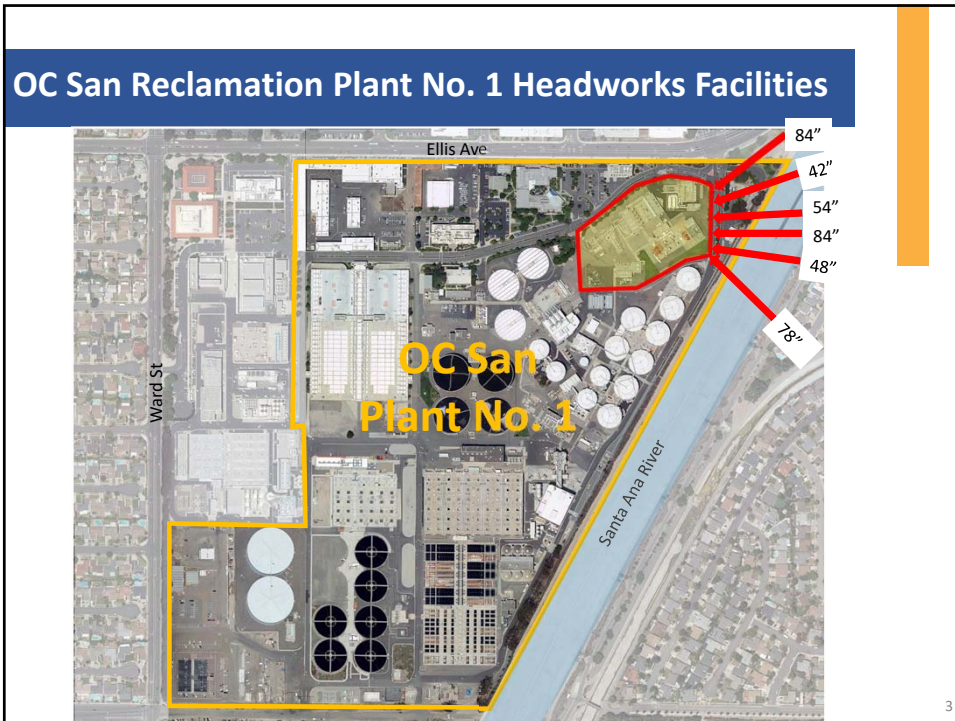 OC San Reclamation Plant No. 1 Headworks Facilities
Ellis Ave
84”
42”
54”
84”
48”
78”
OC San
Plant No. 1
Ward St
Santa Ana River
3